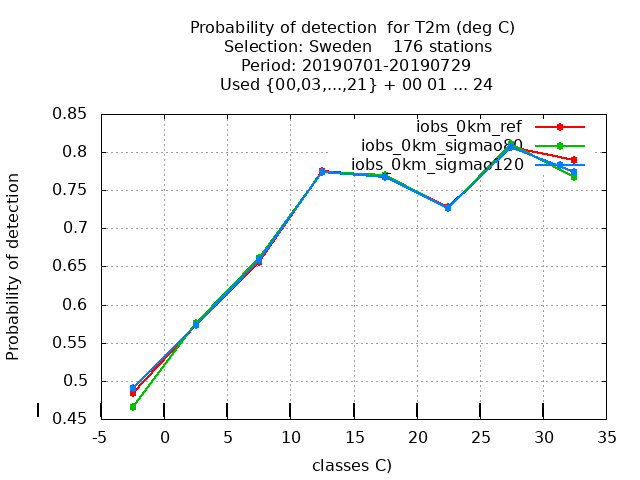 Probability of detection  for T2m (deg C)
Selection: Sweden    176 stations
Period: 20190701-20190729
Used {00,03,...,21} + 00 01 ... 24
iobs_0km_ref
iobs_0km_sigmao80
iobs_0km_sigmao120
Probability of detection
0.85
0.8
0.75
0.7
0.65
0.6
0.55
0.5
0.45
-5 0 5 10 15 20 25 30 35
classes C)